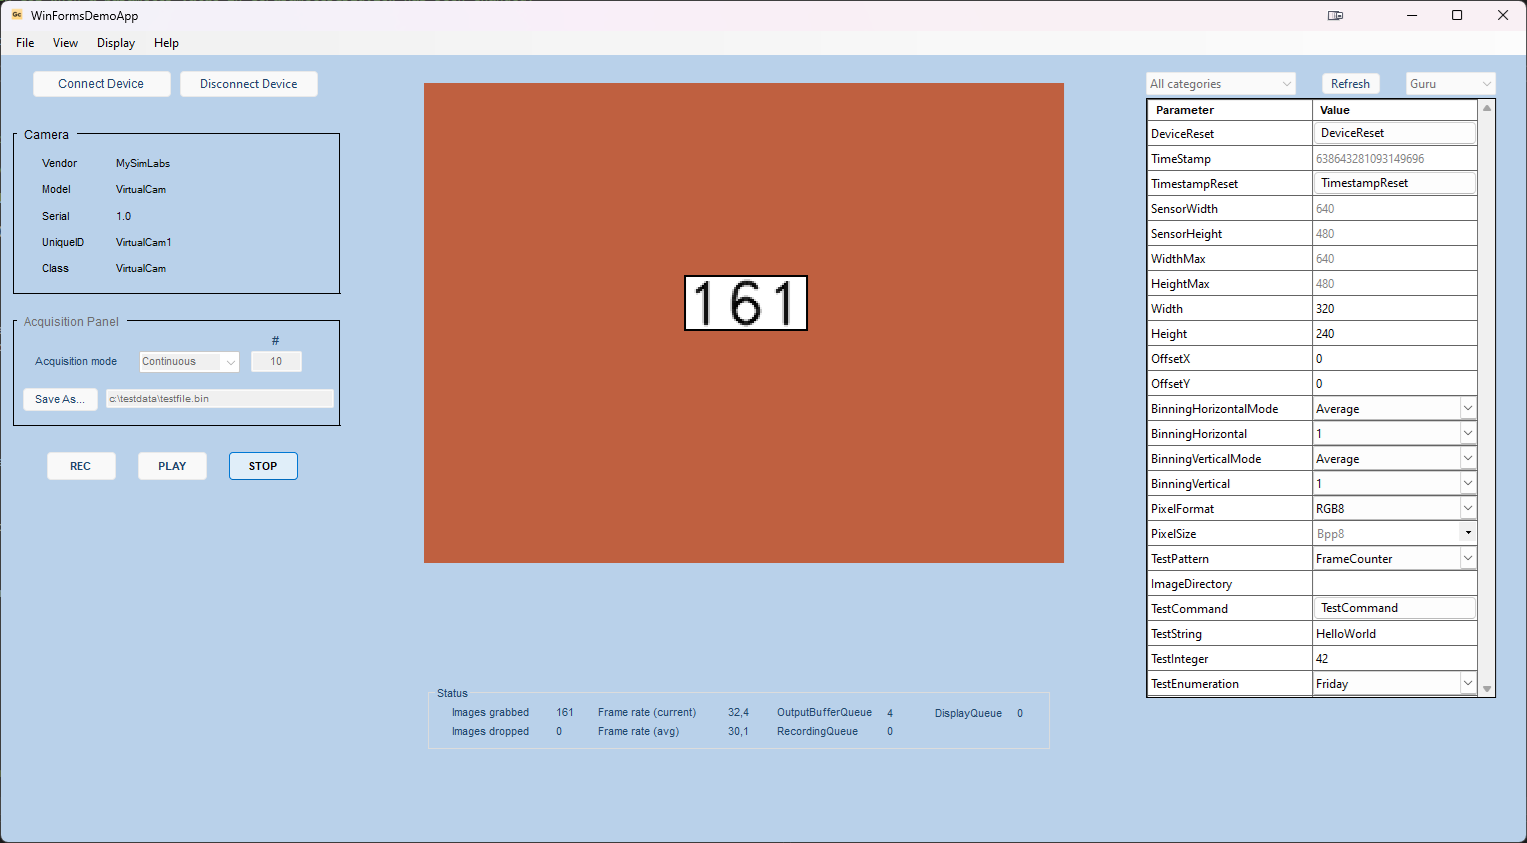 WinFormsDemoApp
File View Display Help
Connect Device Disconnect Device
Camera
Vendor MySimLabs
Model VirtualCam
Serial 1.0
UniqueID VirtualCam1
Class VirtualCam
Acquisition Panel
#
Acquisition mode Continuous 10
Save As... c:\testdata\testfile.bin
REC PLAY STOP
161
Status
Images grabbed 161 Frame rate (current) 32,4 OutputBufferQueue 4 DisplayQueue 0
Images dropped 0 Frame rate (avg) 30,1 RecordingQueue 0
All categories Refresh Guru
Parameter Value
DeviceReset DeviceReset
TimeStamp 638643281093149696
TimestampReset TimestampReset
SensorWidth 640
SensorHeight 480
WidthMax 640
HeightMax 480
Width 320
Height 240
OffsetX 0
OffsetY 0
BinningHorizontalMode Average
BinningHorizontal 1
BinningVerticalMode Average
BinningVertical 1
PixelFormat RGB8
PixelSize Bpp8
TestPattern FrameCounter
ImageDirectory
TestCommand TestCommand
TestString HelloWorld
TestInteger 42
TestEnumeration Friday